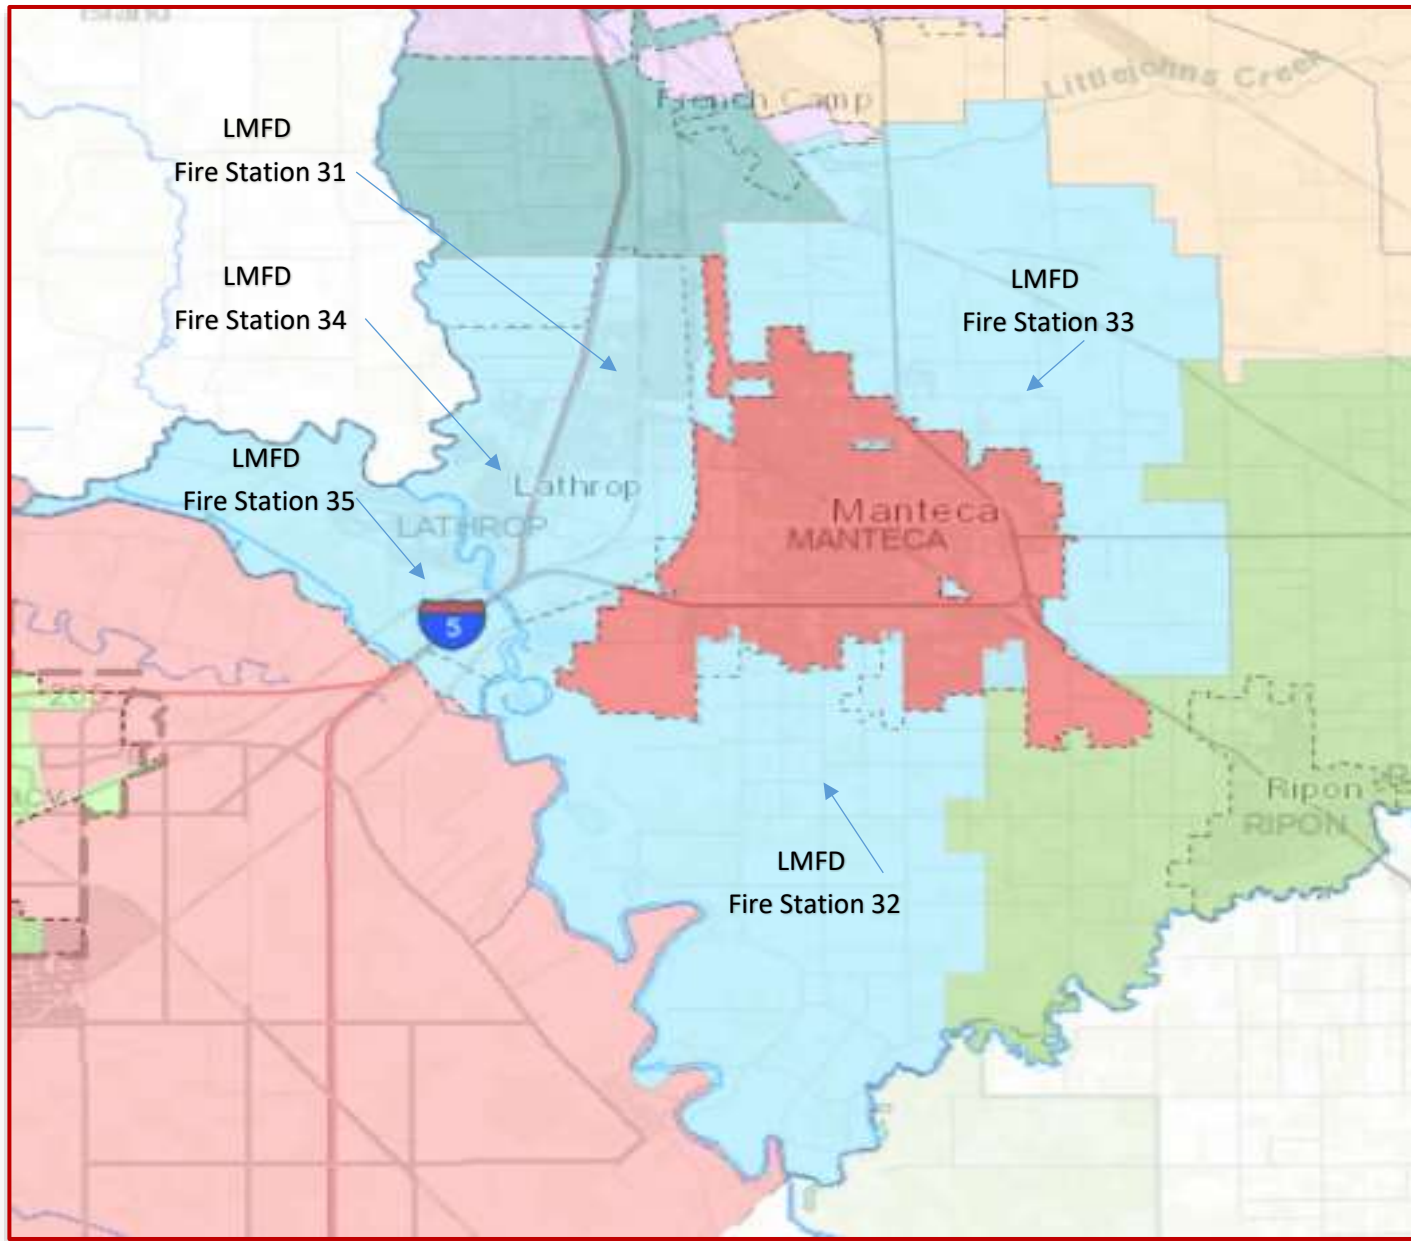 Island
French Camp
Littlejohns Creek
LMFD
Fire Station 31
LMFD
Fire Station 34
LMFD
Fire Station 33
LMFD
Fire Station 35
Lathrop
LATHROP
Manteca
MANTECA
5
Ripon
RIPON
LMFD
Fire Station 32